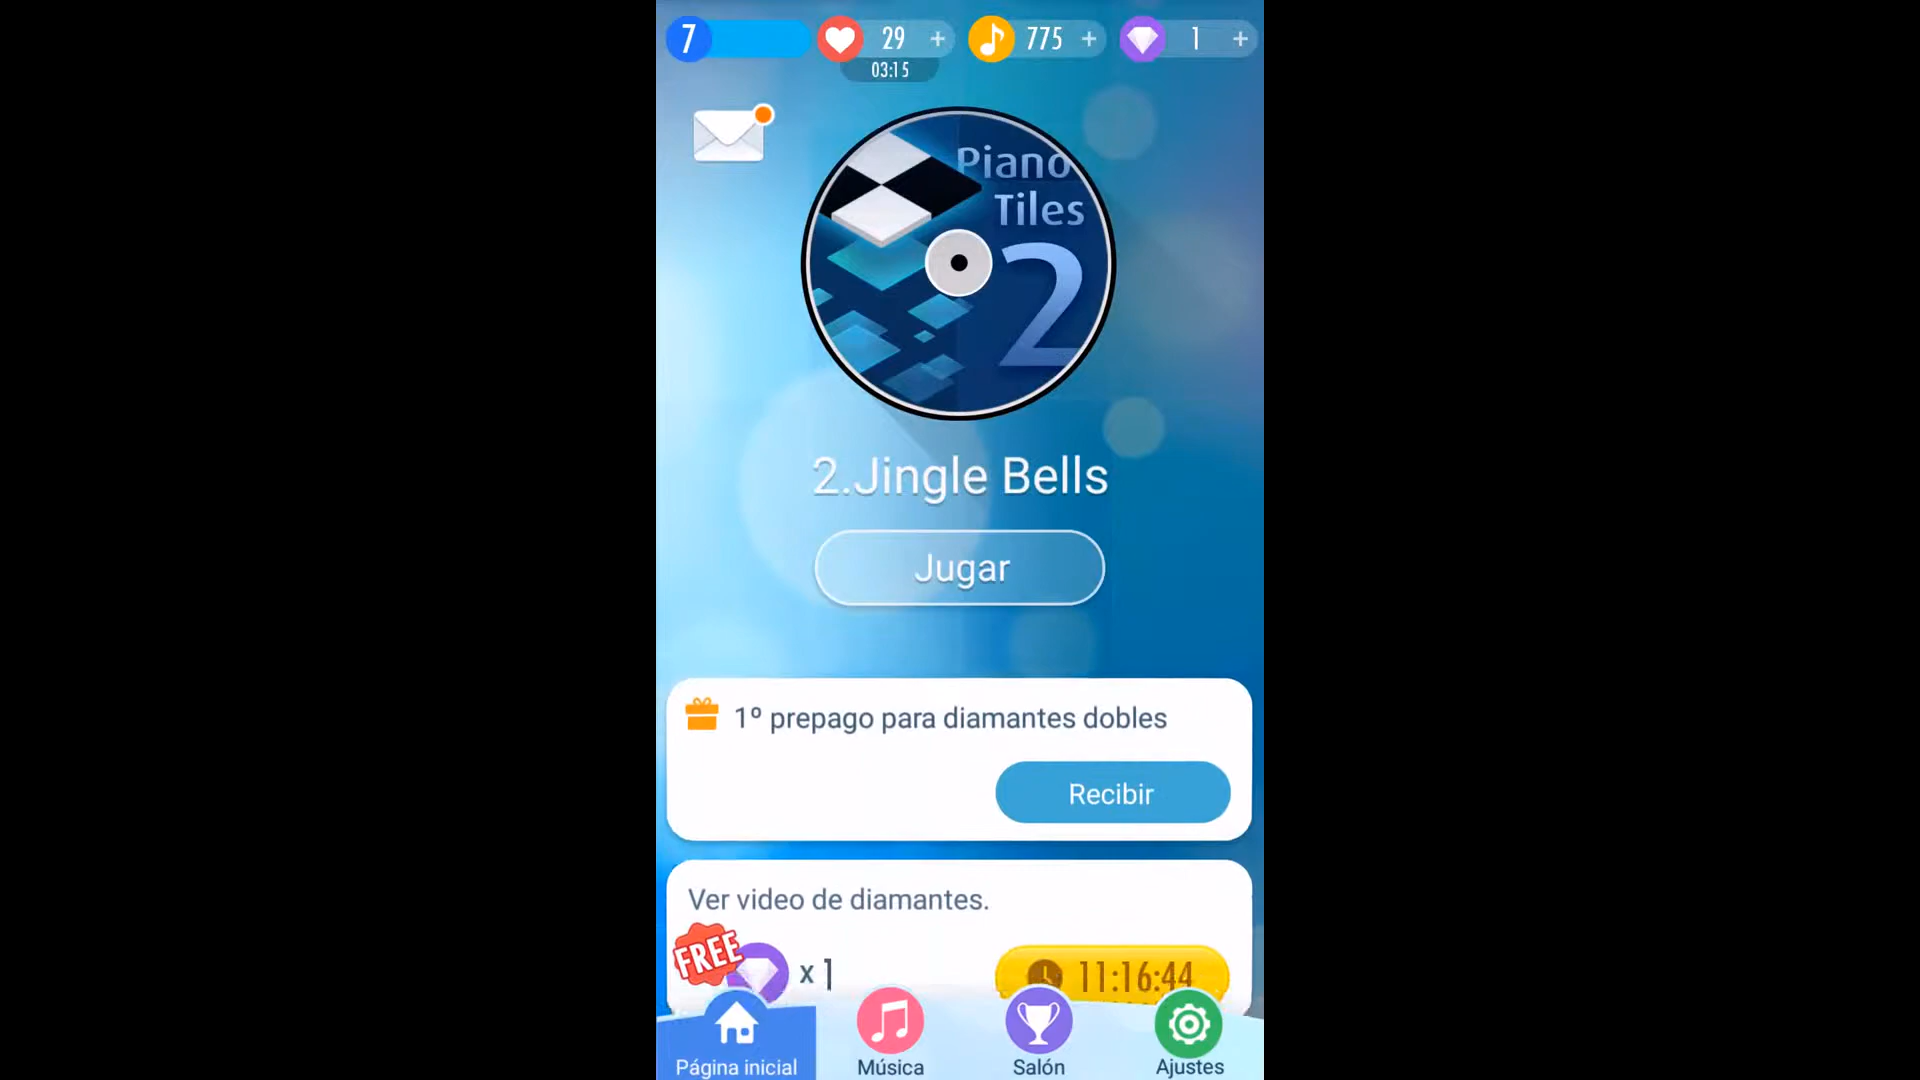 7 29 + 775 + 1 +
03:15
Piano
Tiles
2
2.Jingle Bells
Jugar
1º prepago para diamantes dobles
Recibir
Ver video de diamantes.
FREE
x 1 11:16:44
Página inicial Música Salón Ajustes